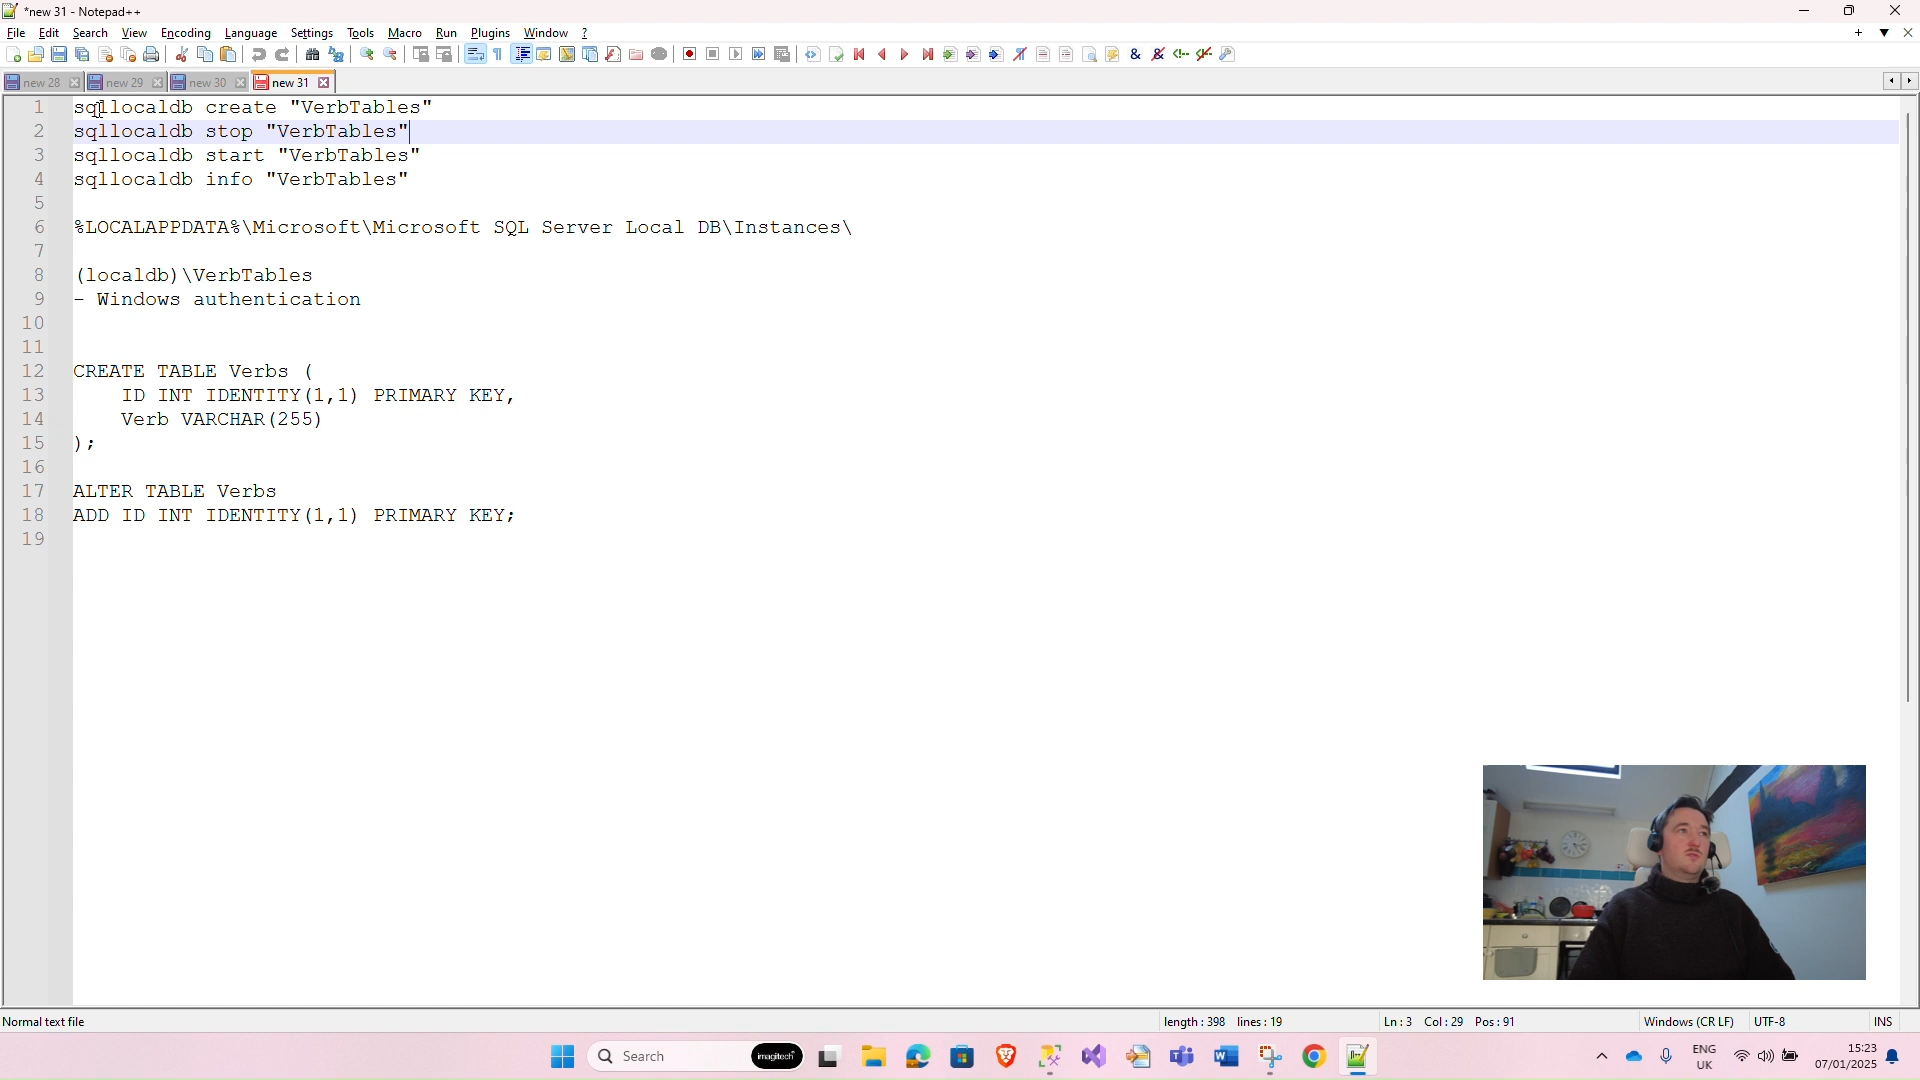 *new 31 - Notepad++
File Edit Search View Encoding Language Settings Tools Macro Run Plugins Window ?
new 28 new 29 new 30 new 31
1 sqllocaldb create "VerbTables"
2 sqllocaldb stop "VerbTables"
3 sqllocaldb start "VerbTables"
4 sqllocaldb info "VerbTables"
5
6 %LOCALAPPDATA%\Microsoft\Microsoft SQL Server Local DB\Instances\
7
8 (localdb)\VerbTables
9 - Windows authentication
10
11
12 CREATE TABLE Verbs (
13 ID INT IDENTITY(1,1) PRIMARY KEY,
14 Verb VARCHAR(255)
15 );
16
17 ALTER TABLE Verbs
18 ADD ID INT IDENTITY(1,1) PRIMARY KEY;
19
Normal text file length : 398 lines : 19 Ln : 3 Col : 29 Pos : 91 Windows (CR LF) UTF-8 INS
Search imagitech ENG 15:23
UK 07/01/2025